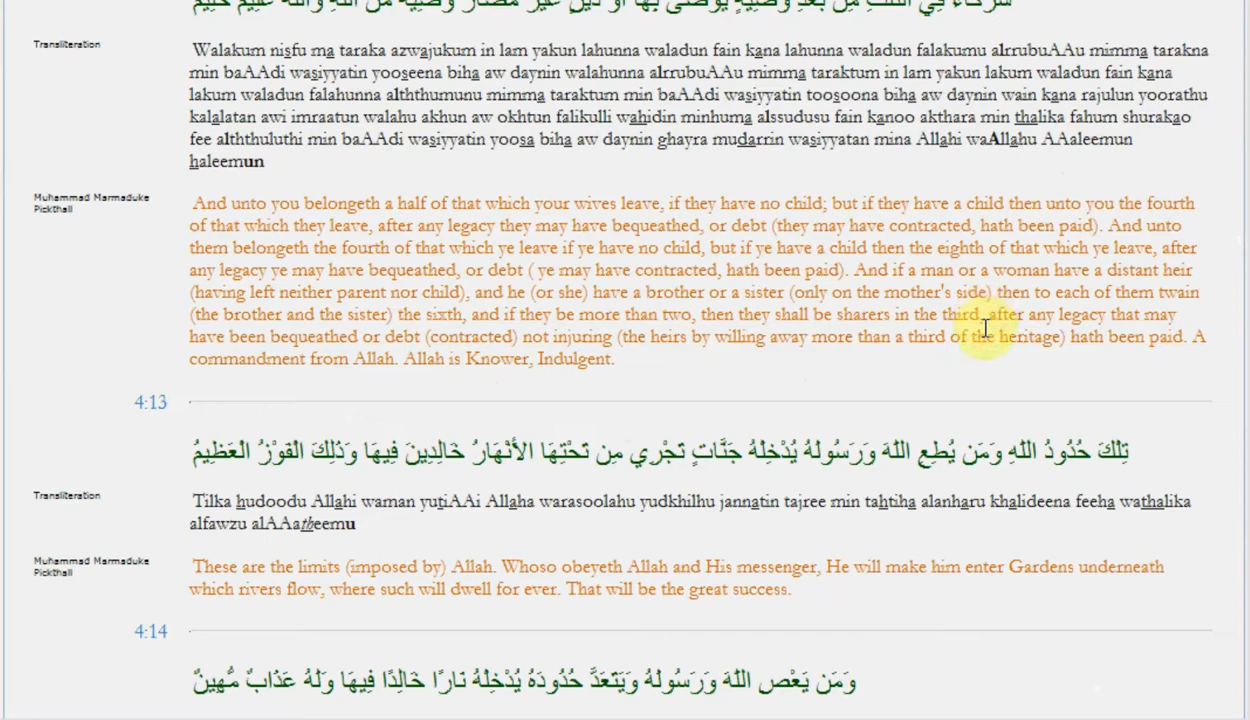 شركاء في الثلث من بعد وصية يوصى بها أو دين غير مضار وصية من الله والله عليم حليم
Transliteration
Walakum nisfu ma taraka azwajukum in lam yakun lahunna waladun fain kana lahunna waladun falakumu alrrubuAAu mimma tarakna
min baAAdi wasiyyatin yooseena biha aw daynin walahunna alrrubuAAu mimma taraktum in lam yakun lakum waladun fain kana
lakum waladun falahunna alththumunu mimma taraktum min baAAdi wasiyyatin toosoona biha aw daynin wain kana rajulun yoorathu
kalalatan awi imraatun walahu akhun aw okhtun falikulli wahidin minhuma alssudusu fain kanoo akthara min thalika fahum shurakao
fee alththuluthi min baAAdi wasiyyatin yoosa biha aw daynin ghayra mudarrin wasiyyatan mina Allahi waAllahu AAaleemun
haleemun
Muhammad Marmaduke
Pickthall
And unto you belongeth a half of that which your wives leave, if they have no child; but if they have a child then unto you the fourth
of that which they leave, after any legacy they may have bequeathed, or debt (they may have contracted, hath been paid). And unto
them belongeth the fourth of that which ye leave if ye have no child, but if ye have a child then the eighth of that which ye leave, after
any legacy ye may have bequeathed, or debt ( ye may have contracted, hath been paid). And if a man or a woman have a distant heir
(having left neither parent nor child), and he (or she) have a brother or a sister (only on the mother's side) then to each of them twain
(the brother and the sister) the sixth, and if they be more than two, then they shall be sharers in the third, after any legacy that may
have been bequeathed or debt (contracted) not injuring (the heirs by willing away more than a third of the heritage) hath been paid. A
commandment from Allah. Allah is Knower, Indulgent.
4:13
تِلْكَ حُدُودُ اللّهِ وَمَن يُطِعِ اللّهَ وَرَسُولَهُ يُدْخِلْهُ جَنَّاتٍ تَجْرِي مِن تَحْتِهَا الأَنْهَارُ خَالِدِينَ فِيهَا وَذَلِكَ الْفَوْزُ الْعَظِيمُ
Transliteration
Tilka hudoodu Allahi waman yutiAAi Allaha warasoolahu yudkhilhu jannatin tajree min tahtiha alanharu khalideena feeha wathalika
alfawzu alAAatheemu
Muhammad Marmaduke
Pickthall
These are the limits (imposed by) Allah. Whoso obeyeth Allah and His messenger, He will make him enter Gardens underneath
which rivers flow, where such will dwell for ever. That will be the great success.
4:14
وَمَن يَعْصِ اللّهَ وَرَسُولَهُ وَيَتَعَدَّ حُدُودَهُ يُدْخِلْهُ نَارًا خَالِدًا فِيهَا وَلَهُ عَذَابٌ مُّهِينٌ